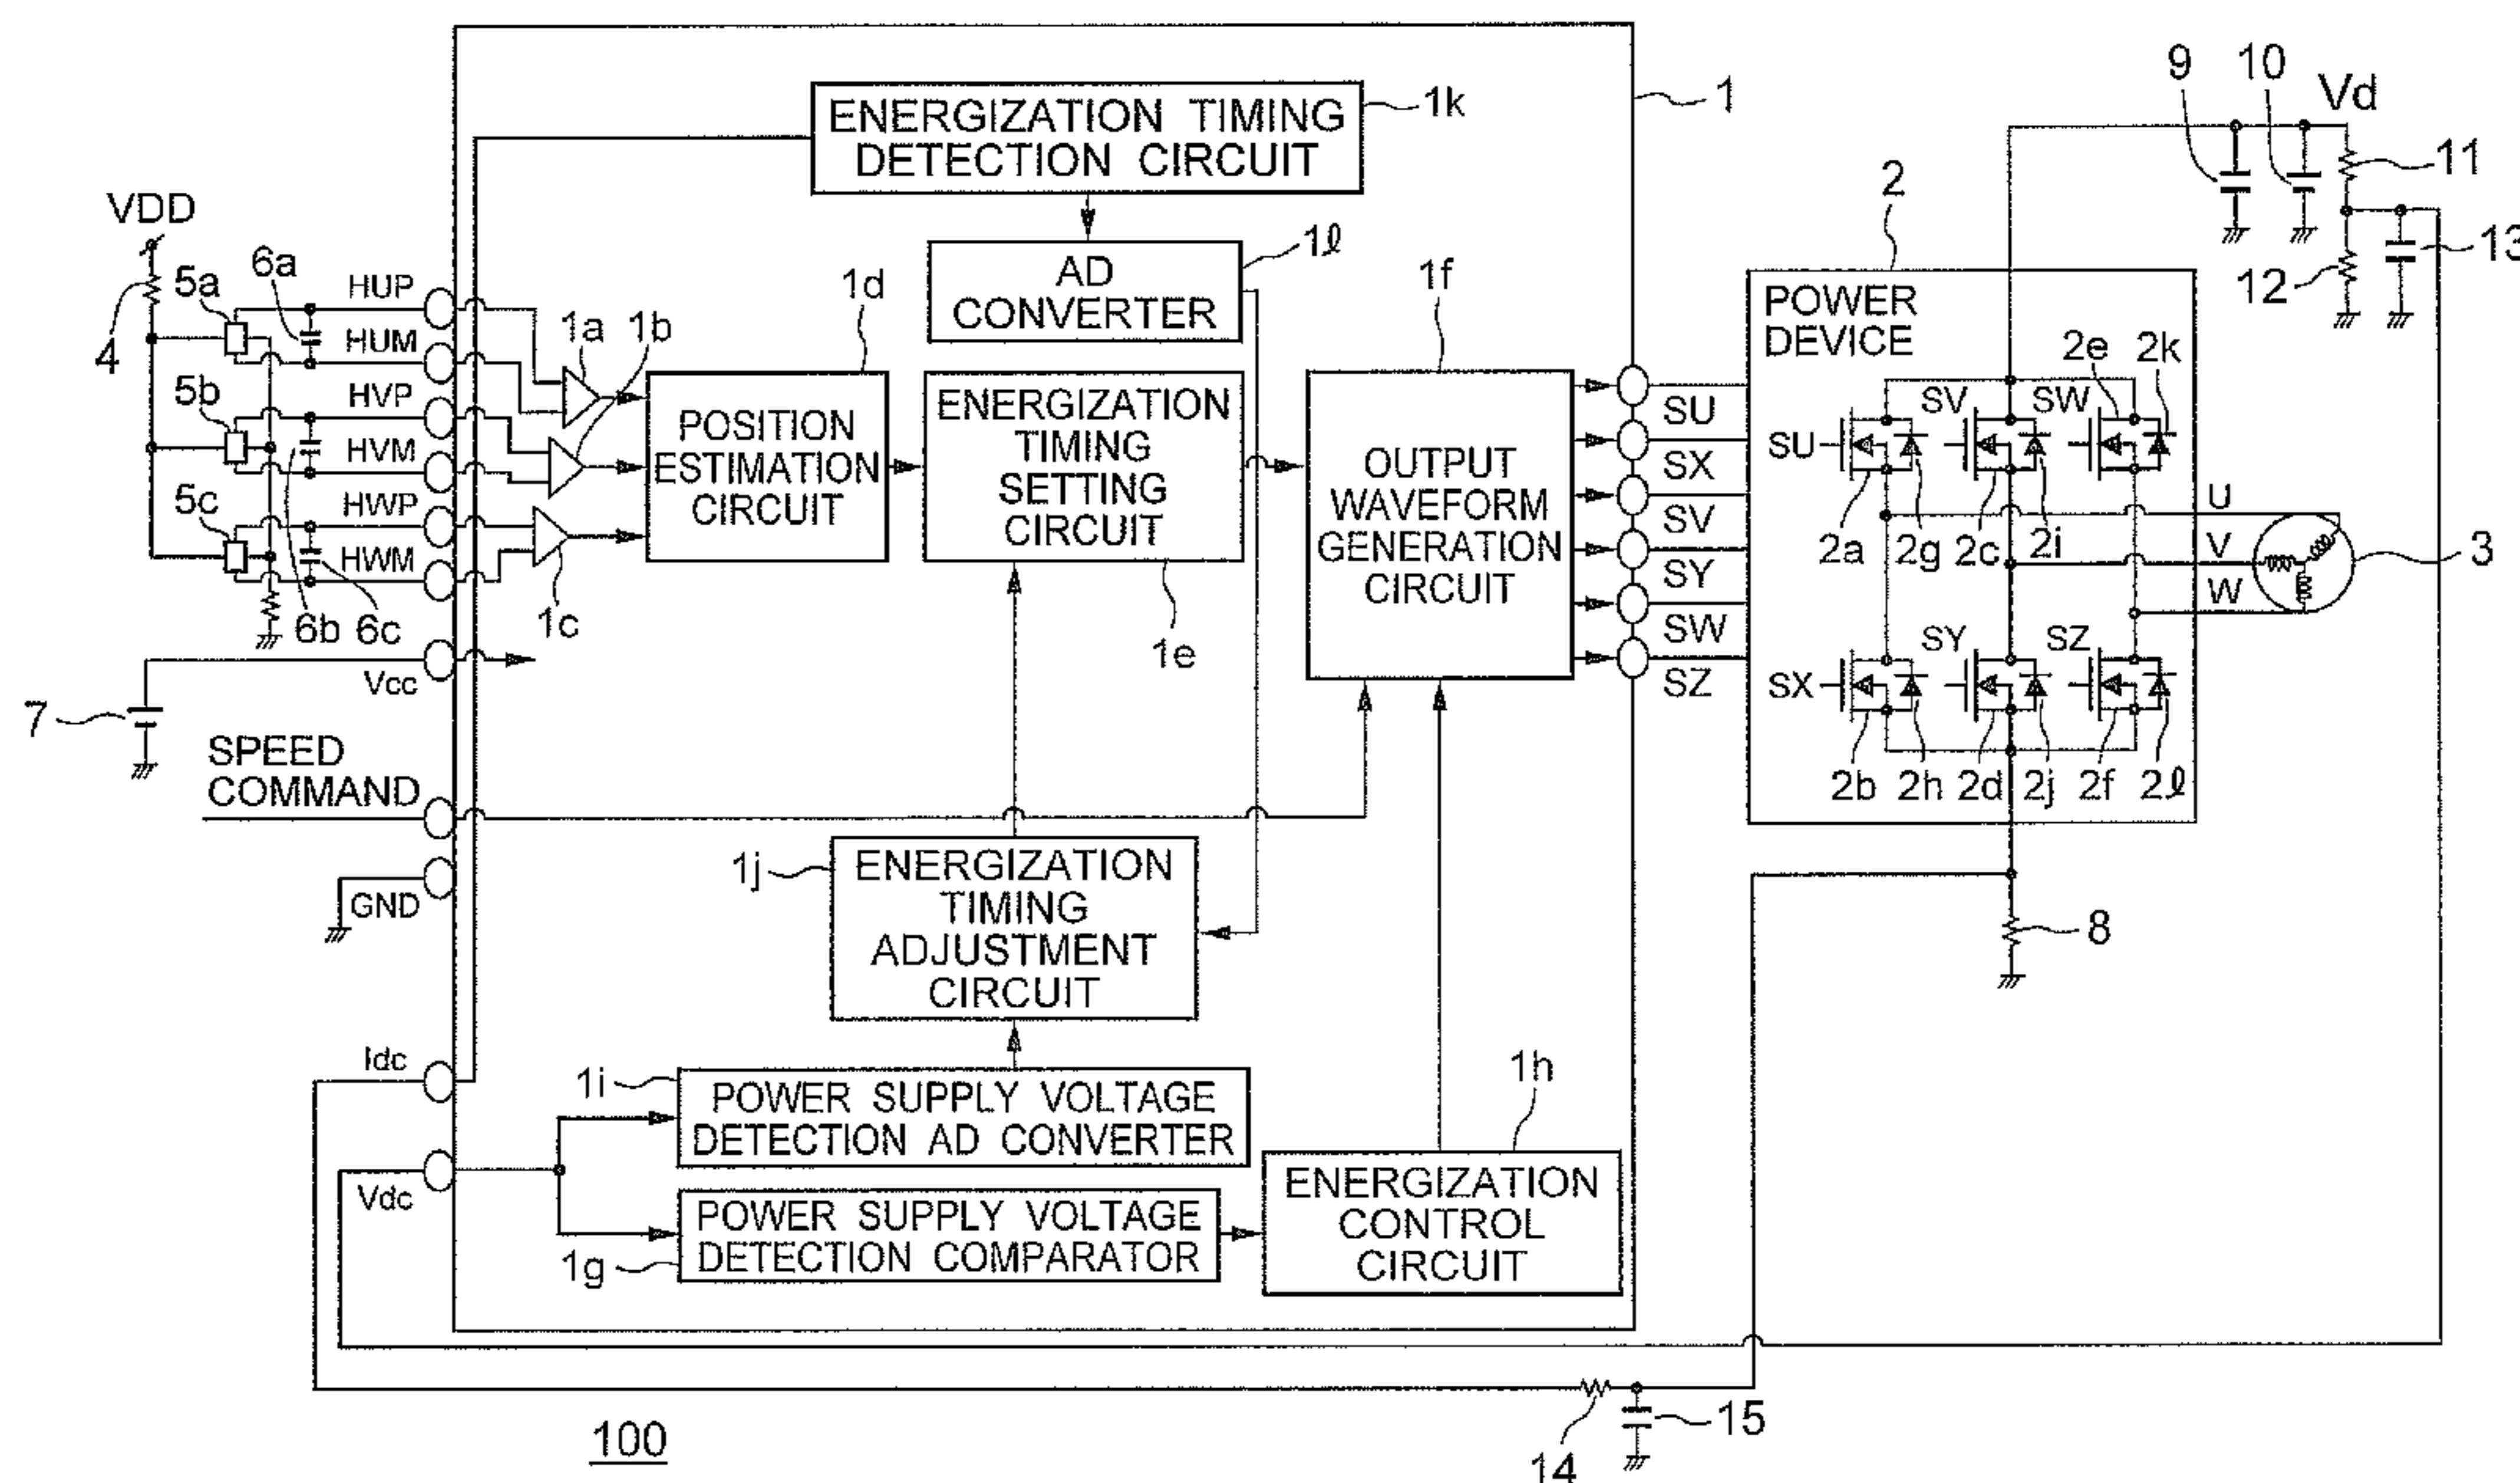 ENERGIZATION TIMING
DETECTION CIRCUIT
1k
1
9
10
Vd
11
12
13
2
VDD
4
5a
6a
HUP
HUM
5b
HVP
HVM
5c
HWP
HWM
6b
6c
1a
1b
1c
1d
POSITION
ESTIMATION
CIRCUIT
1ℓ
AD
CONVERTER
ENERGIZATION
TIMING
SETTING
CIRCUIT
1e
1f
OUTPUT
WAVEFORM
GENERATION
CIRCUIT
SU
SX
SV
SY
SW
SZ
POWER
DEVICE
2e
2k
SU
SV
SW
2a
2g
2c
2i
U
V
W
3
SX
SY
SZ
2b
2h
2d
2j
2f
2ℓ
Vcc
7
SPEED
COMMAND
GND
1j
ENERGIZATION
TIMING
ADJUSTMENT
CIRCUIT
8
Idc
1i
POWER SUPPLY VOLTAGE
DETECTION AD CONVERTER
1h
Vdc
ENERGIZATION
CONTROL
CIRCUIT
1g
POWER SUPPLY VOLTAGE
DETECTION COMPARATOR
14
15
100